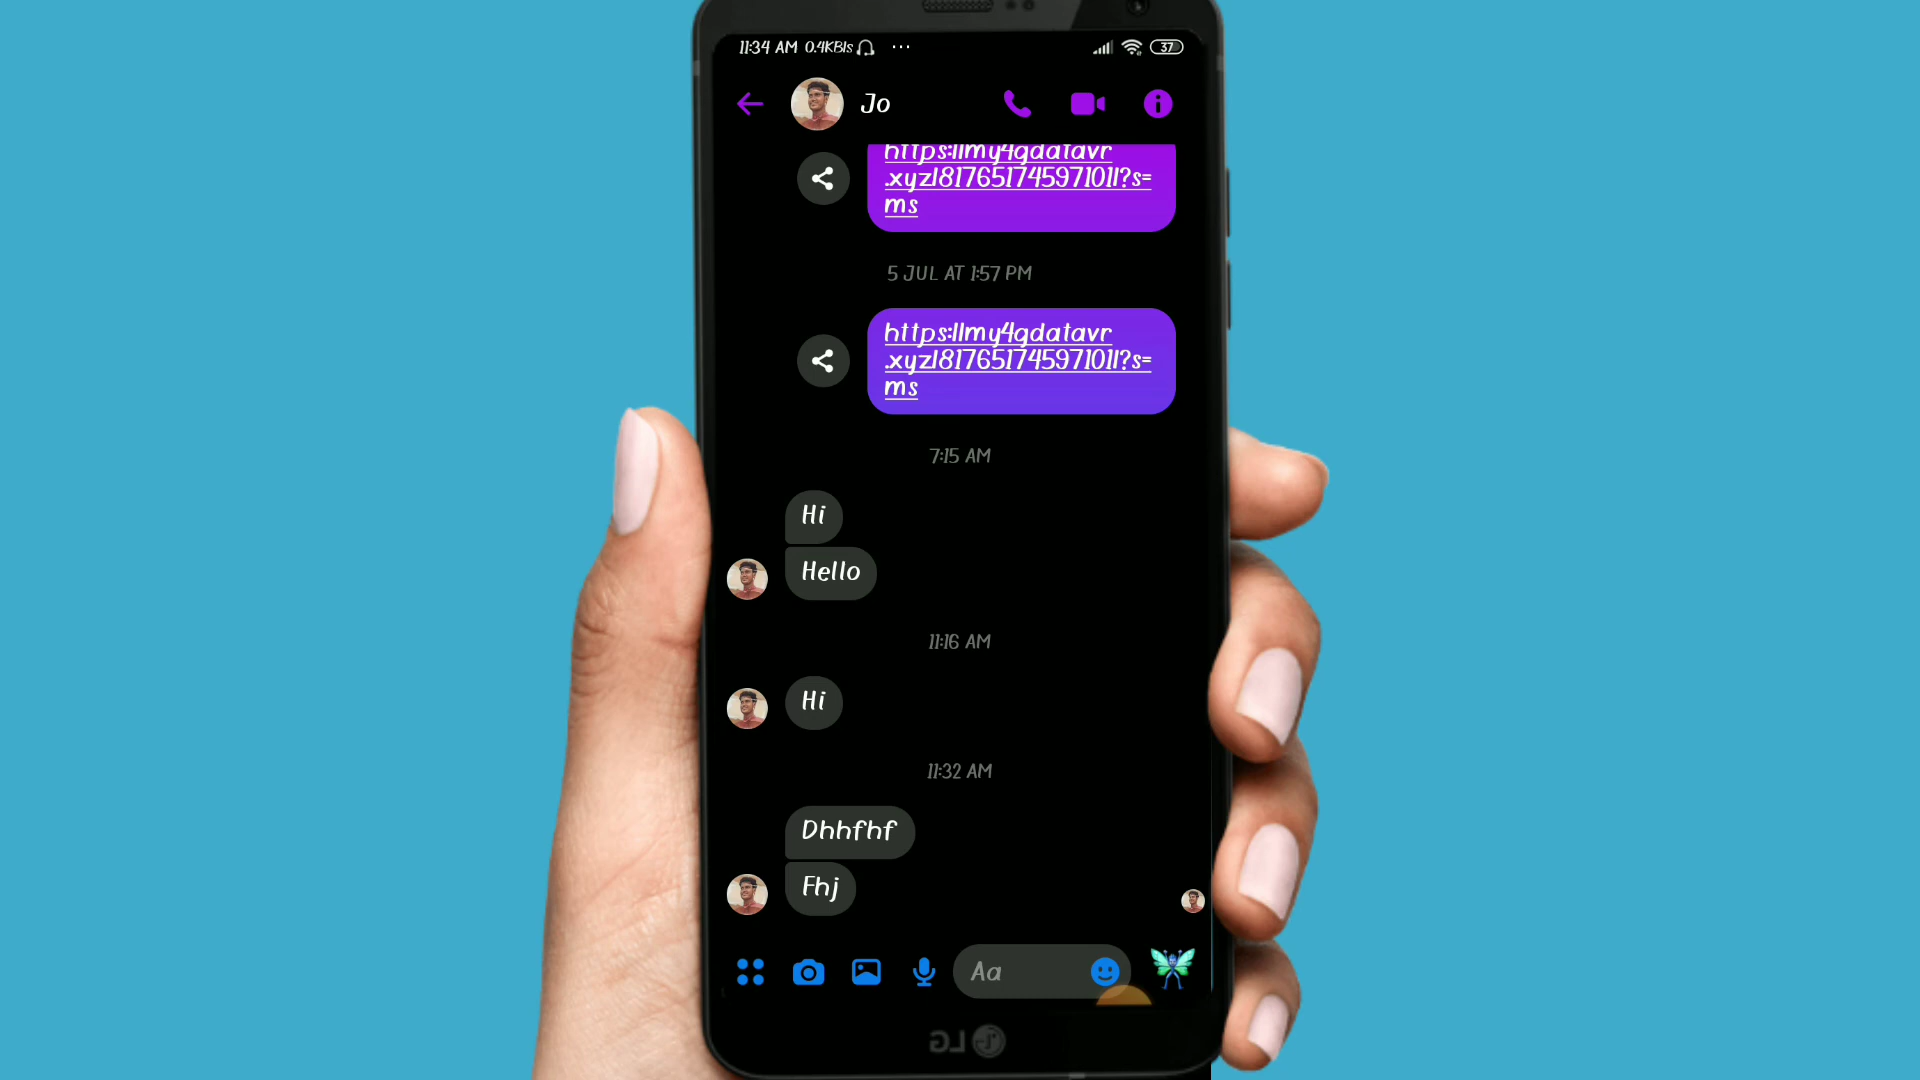 11:34 AM 0.4KB/s ...
37
Jo
https://my4gdatavr
.xyz/817651745971011?s=
ms
5 JUL AT 1:57 PM
https://my4gdatavr
.xyz/817651745971011?s=
ms
7:15 AM
Hi
Hello
11:16 AM
Hi
11:32 AM
Dhhfhf
Fhj
Aa
LG